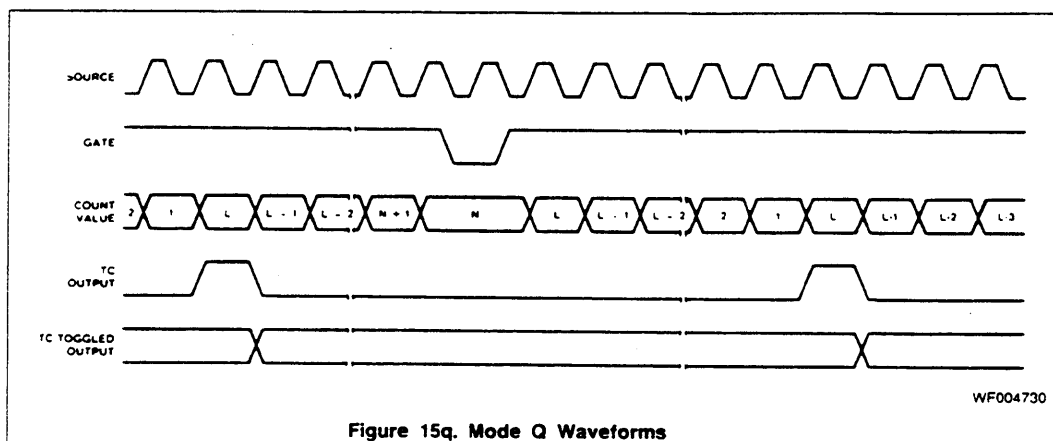 SOURCE
GATE
COUNT VALUE
2 1 L L - 1 L - 2 N + 1 N L L - 1 L - 2 2 1 L L-1 L-2 L-3
TC OUTPUT
TC TOGGLED OUTPUT
WF004730
Figure 15q. Mode Q Waveforms